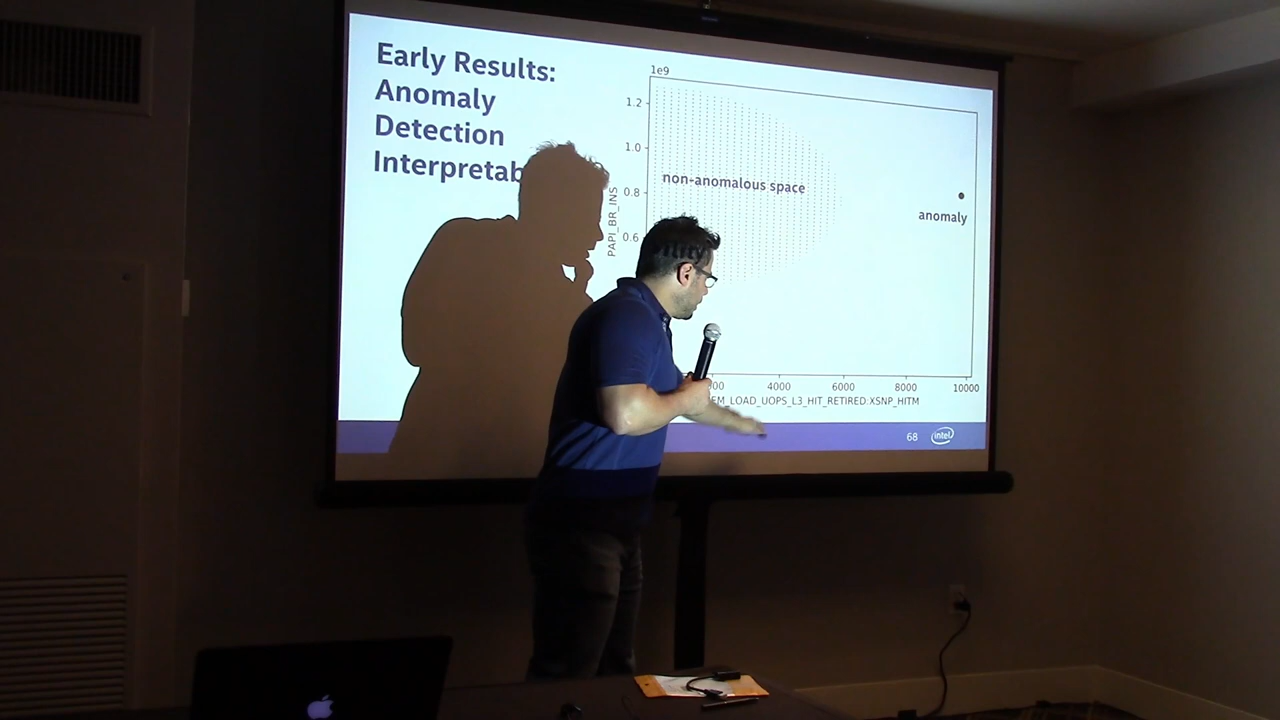 Early Results:
Anomaly
Detection
Interpretab
1e9
1.2
1.0
0.8
0.6
PAPI_BR_INS
non-anomalous space
anomaly
4000
6000
8000
10000
EM_LOAD_UOPS_L3_HIT_RETIRED:XSNP_HITM
68
intel
ility